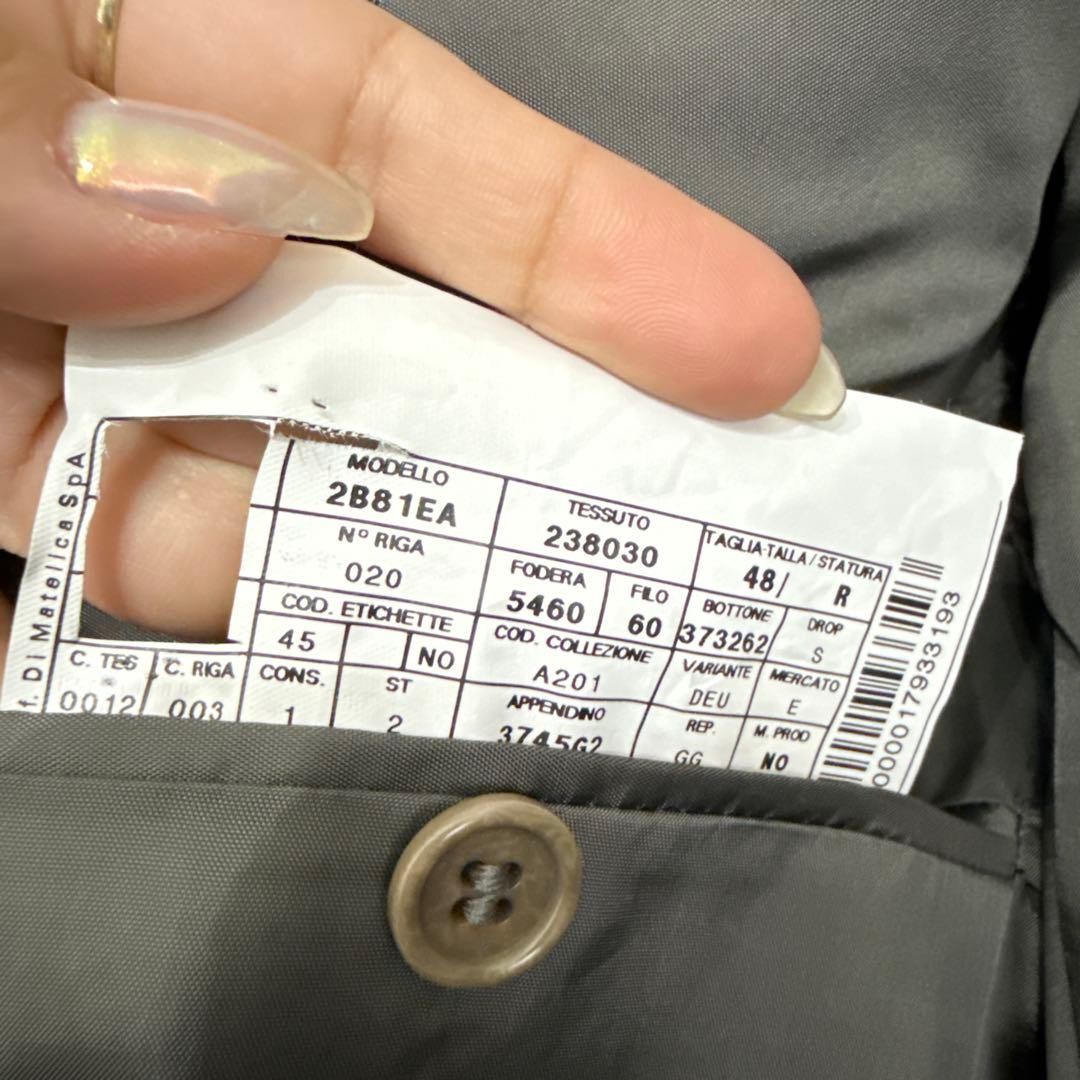 f. Di Matelica SpA
MODELLO
2B81EA
TESSUTO
238030
TAGLIA-TALLA/STATURA
48/ R
N° RIGA
020
FODERA
5460
FILO
60
BOTTONE
373262
DROP
S
COD. ETICHETTE
45 NO
COD. COLLEZIONE
A201
VARIANTE
DEU
MERCATO
E
C. TES
0012
C. RIGA
003
CONS.
1
ST
2
APPENDINO
3745G2
REP.
GG
M. PROD
NO
0000017933193